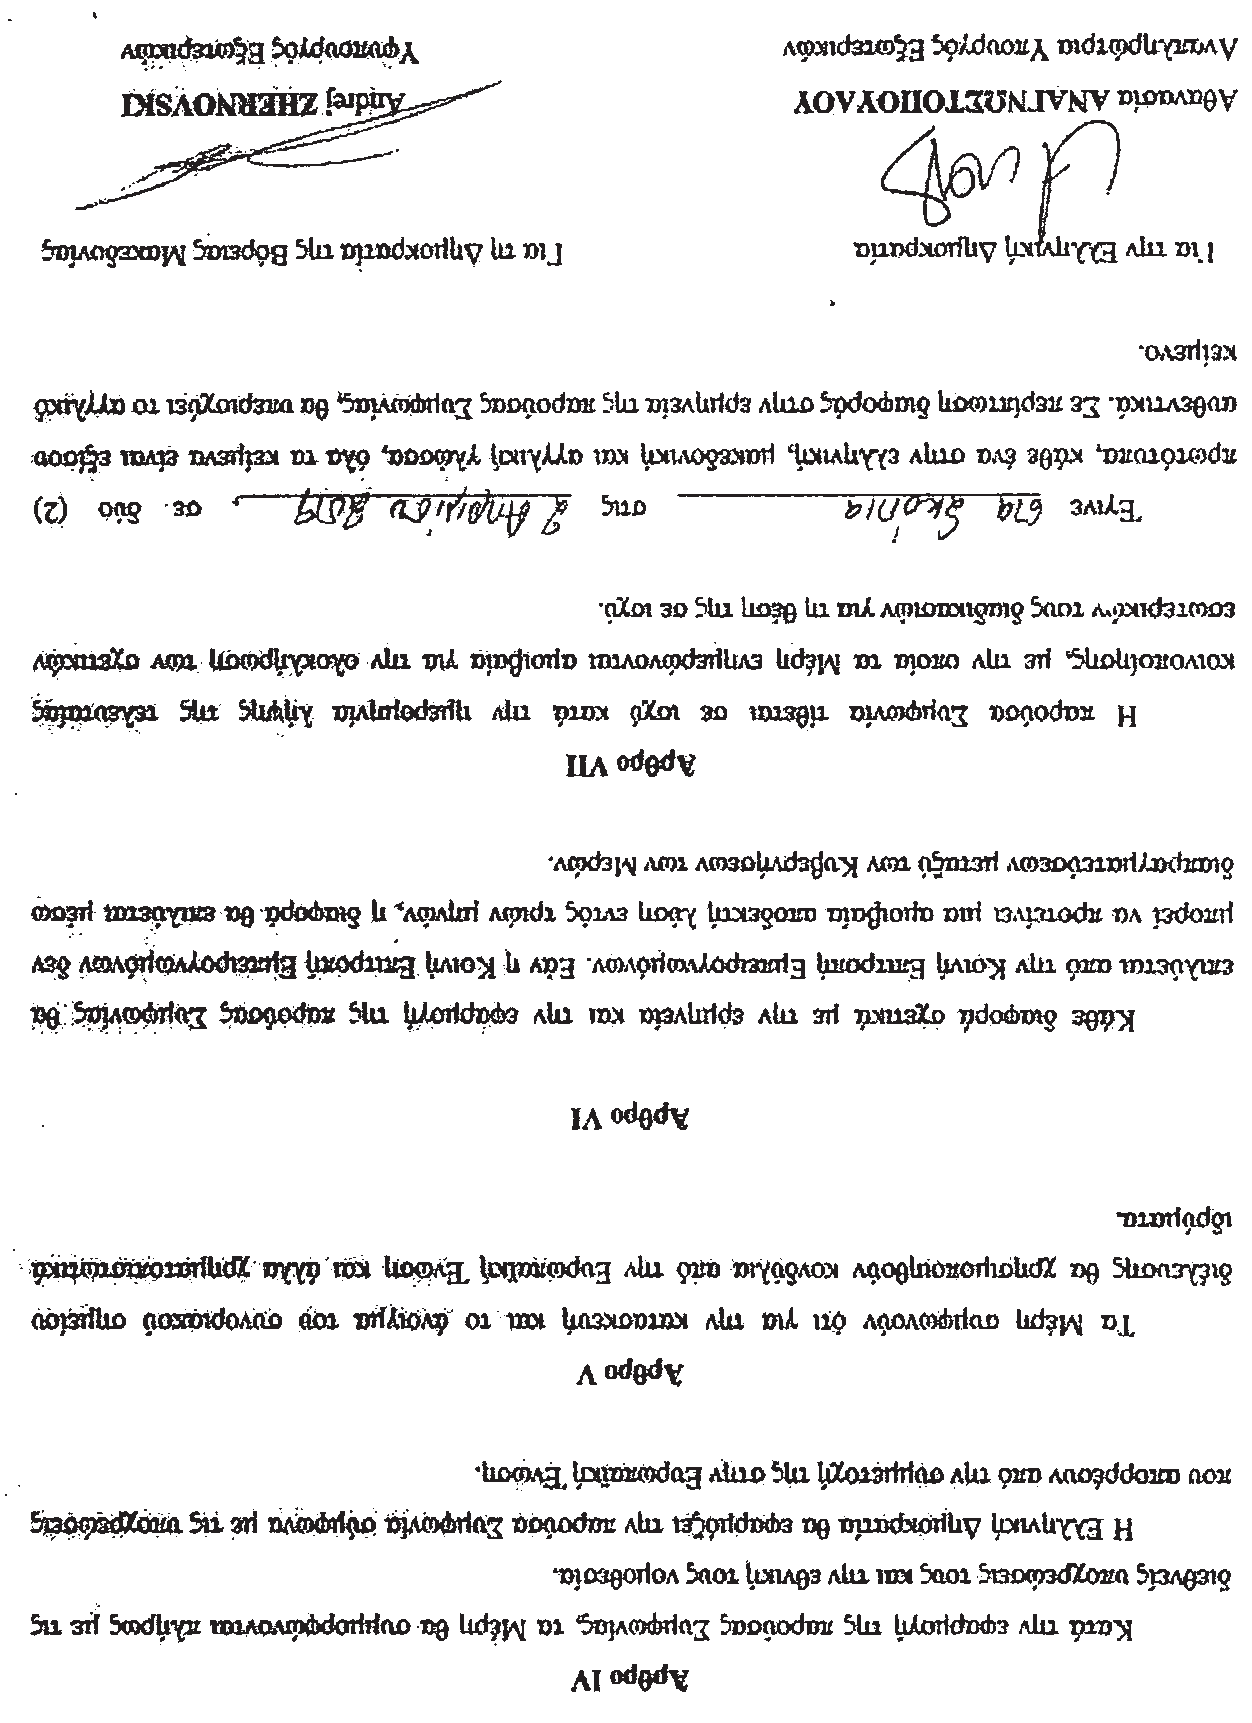 Άρθρο IV
Κατά την εφαρμογή της παρούσας Συμφωνίας, τα Μέρη θα συμμορφώνονται πλήρως με τις
διεθνείς υποχρεώσεις τους και την εθνική τους νομοθεσία.
Η Ελληνική Δημοκρατία θα εφαρμόζει την παρούσα Συμφωνία σύμφωνα με τις υποχρεώσεις
που απορρέουν από την συμμετοχή της στην Ευρωπαϊκή Ένωση.
Άρθρο V
Τα Μέρη συμφωνούν ότι για την κατασκευή και το άνοιγμα του συνοριακού σημείου
διέλευσης θα χρησιμοποιηθούν κονδύλια από την Ευρωπαϊκή Ένωση και άλλα χρηματοπιστωτικά
ιδρύματα.
Άρθρο VI
Κάθε διαφορά σχετικά με την ερμηνεία και την εφαρμογή της παρούσας Συμφωνίας θα
επιλύεται από την Κοινή Επιτροπή Εμπειρογνωμόνων. Εάν η Κοινή Επιτροπή Εμπειρογνωμόνων δεν
μπορεί να προτείνει μια αμοιβαία αποδεκτή λύση εντός τριών μηνών, η διαφορά θα επιλύεται μέσω
διαπραγματεύσεων μεταξύ των Κυβερνήσεων των Μερών.
Άρθρο VII
Η παρούσα Συμφωνία τίθεται σε ισχύ κατά την ημερομηνία λήψης της τελευταίας
κοινοποίησης, με την οποία τα Μέρη ενημερώνονται αμοιβαία για την ολοκλήρωση των σχετικών
εσωτερικών τους διαδικασιών για τη θέση της σε ισχύ.
Έγινε στα Σκόπια στις 2 Απριλίου 2019, σε δύο (2)
πρωτότυπα, κάθε ένα στην ελληνική, μακεδονική και αγγλική γλώσσα, όλα τα κείμενα είναι εξίσου
αυθεντικά. Σε περίπτωση διαφοράς στην ερμηνεία της παρούσας Συμφωνίας, θα υπερισχύει το αγγλικό
κείμενο.
Για την Ελληνική Δημοκρατία Για τη Δημοκρατία της Βόρειας Μακεδονίας
Αθανασία ΑΝΑΓΝΩΣΤΟΠΟΥΛΟΥ Andrej ZHERNOVSKI
Αναπληρώτρια Υπουργός Εξωτερικών Υφυπουργός Εξωτερικών